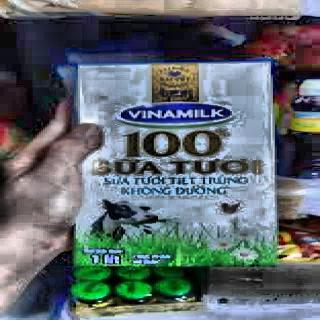 VINAMILK
100%
SỮA TƯƠI
SỮA TƯƠI TIỆT TRÙNG
KHÔNG ĐƯỜNG
1 lít